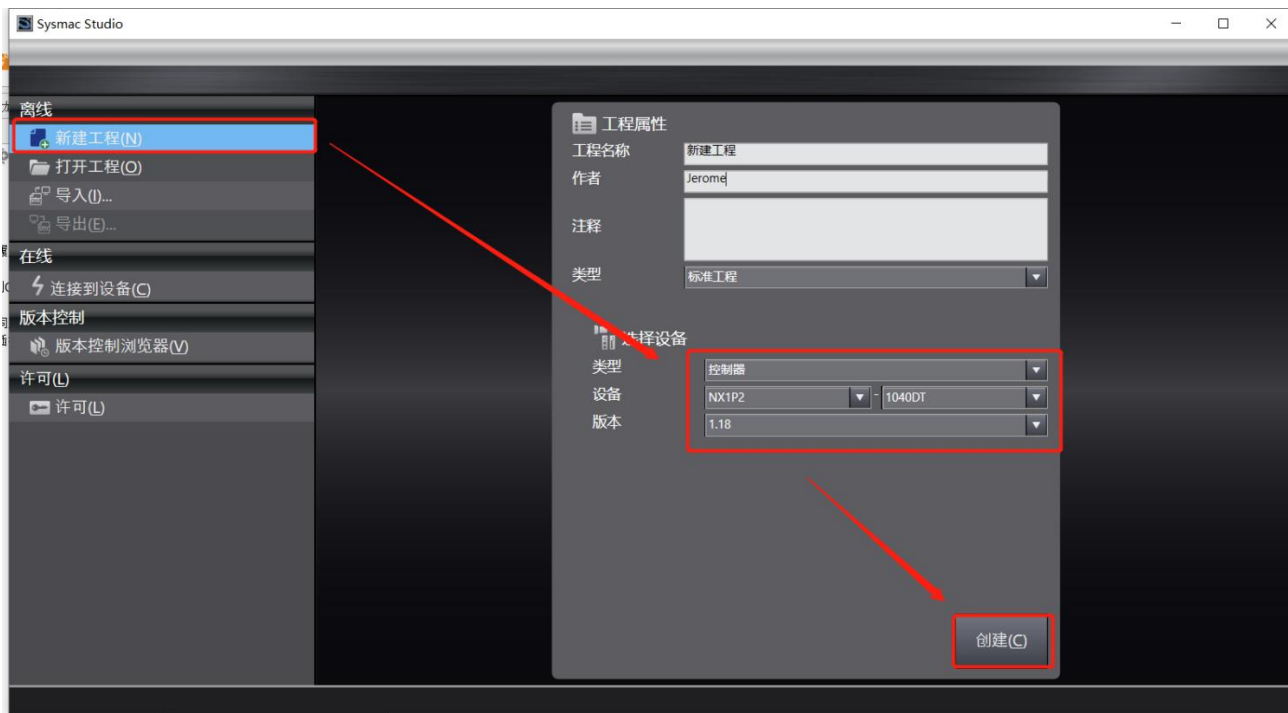 Sysmac Studio
离线
新建工程(N)
打开工程(O)
导入(I)...
导出(E)...
在线
连接到设备(C)
版本控制
版本控制浏览器(V)
许可(L)
许可(L)
工程属性
工程名称 新建工程
作者 Jerome
注释
类型 标准工程
选择设备
类型 控制器
设备 NX1P2 - 1040DT
版本 1.18
创建(C)